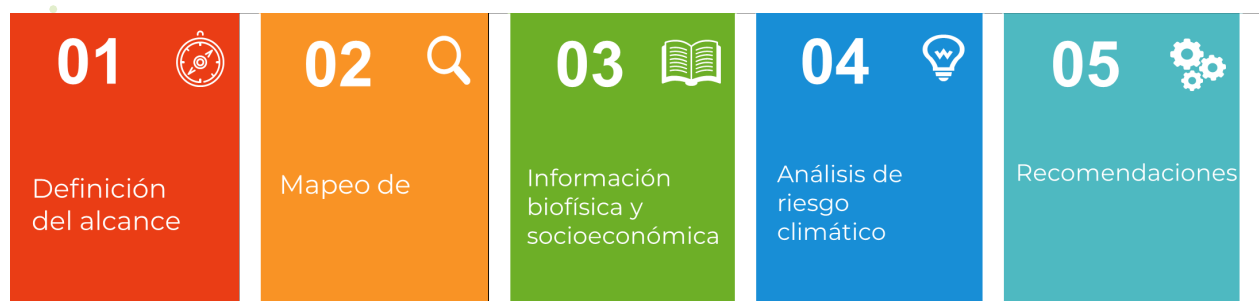 01
Definición
del alcance
02
Mapeo de
03
Información
biofísica y
socioeconómica
04
Análisis de
riesgo
climático
05
Recomendaciones